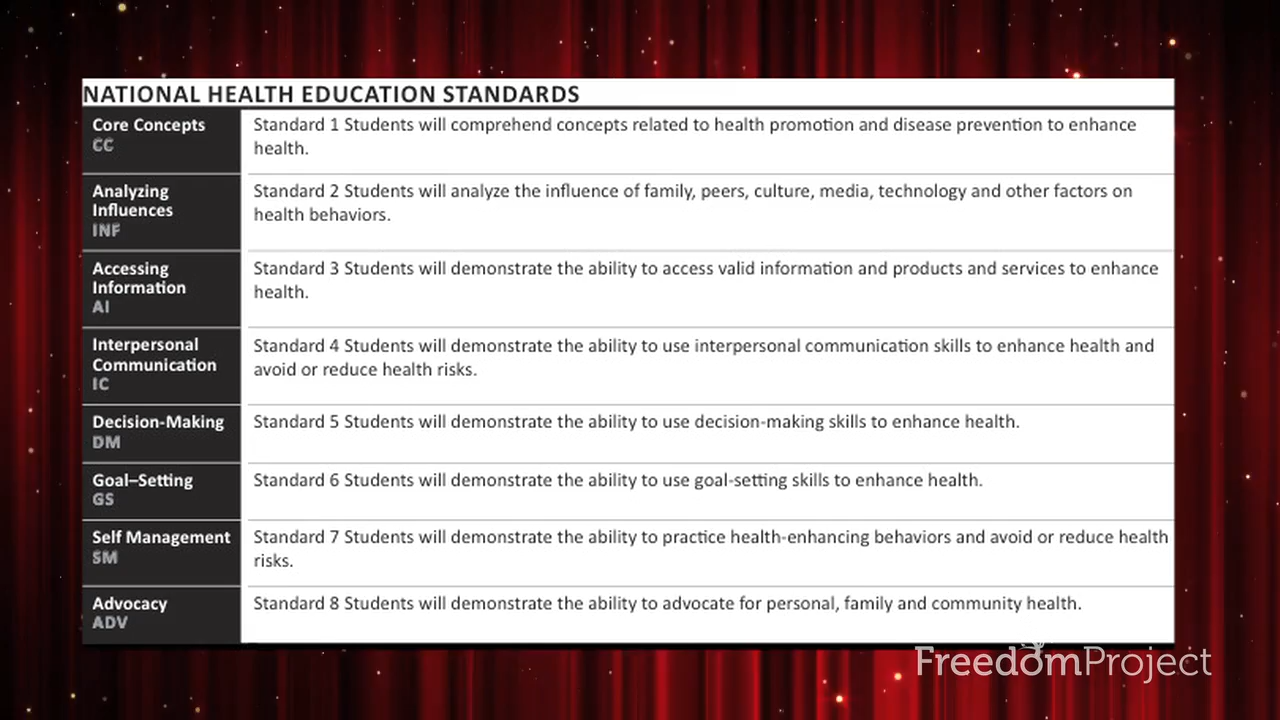 NATIONAL HEALTH EDUCATION STANDARDS
Core Concepts
CC
Standard 1 Students will comprehend concepts related to health promotion and disease prevention to enhance
health.
Analyzing
Influences
INF
Standard 2 Students will analyze the influence of family, peers, culture, media, technology and other factors on
health behaviors.
Accessing
Information
AI
Standard 3 Students will demonstrate the ability to access valid information and products and services to enhance
health.
Interpersonal
Communication
IC
Standard 4 Students will demonstrate the ability to use interpersonal communication skills to enhance health and
avoid or reduce health risks.
Decision-Making
DM
Standard 5 Students will demonstrate the ability to use decision-making skills to enhance health.
Goal–Setting
GS
Standard 6 Students will demonstrate the ability to use goal-setting skills to enhance health.
Self Management
SM
Standard 7 Students will demonstrate the ability to practice health-enhancing behaviors and avoid or reduce health
risks.
Advocacy
ADV
Standard 8 Students will demonstrate the ability to advocate for personal, family and community health.
FreedomProject